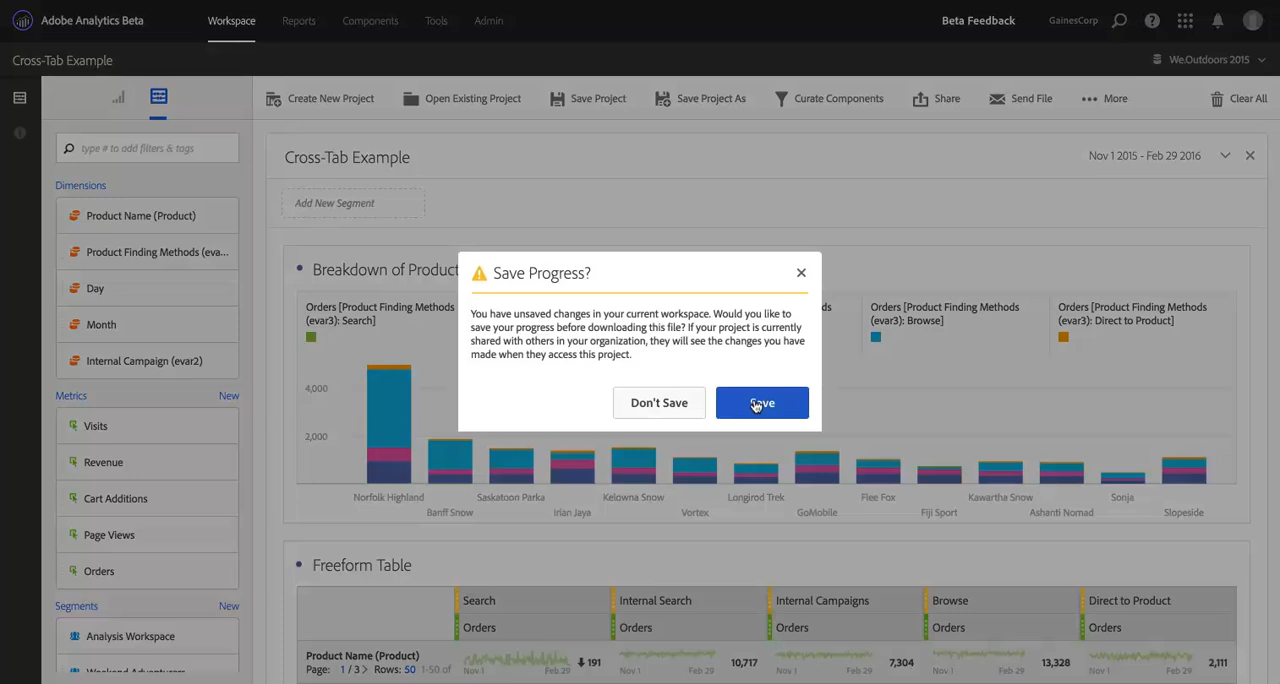 Adobe Analytics Beta
Workspace
Reports
Components
Tools
Admin
Beta Feedback
GainesCorp
Cross-Tab Example
We.Outdoors 2015
Create New Project
Open Existing Project
Save Project
Save Project As
Curate Components
Share
Send File
More
Clear All
type # to add filters & tags
Dimensions
Product Name (Product)
Product Finding Methods (eva...
Day
Month
Internal Campaign (evar2)
Metrics
New
Visits
Revenue
Cart Additions
Page Views
Orders
Segments
New
Analysis Workspace
Weekend Adventurers
Cross-Tab Example
Nov 1 2015 - Feb 29 2016
Add New Segment
Breakdown of Product
Orders [Product Finding Methods
(evar3): Search]
ds
Orders [Product Finding Methods
(evar3): Browse]
Orders [Product Finding Methods
(evar3): Direct to Product]
4,000
2,000
Norfolk Highland
Banff Snow
Saskatoon Parka
Irian Jaya
Kelowna Snow
Vortex
Longirod Trek
GoMobile
Flee Fox
Fiji Sport
Kawartha Snow
Ashanti Nomad
Sonja
Slopeside
Save Progress?
You have unsaved changes in your current workspace. Would you like to
save your progress before downloading this file? If your project is currently
shared with others in your organization, they will see the changes you have
made when they access this project.
Don't Save
Save
Freeform Table
Search
Internal Search
Internal Campaigns
Browse
Direct to Product
Orders
Orders
Orders
Orders
Orders
Product Name (Product)
Page: 1 / 3 > Rows: 50 1-50 of
Nov 1
Feb 29
191
Nov 1
Feb 29
10,717
Nov 1
Feb 29
7,304
Nov 1
Feb 29
13,328
Nov 1
Feb 29
2,111